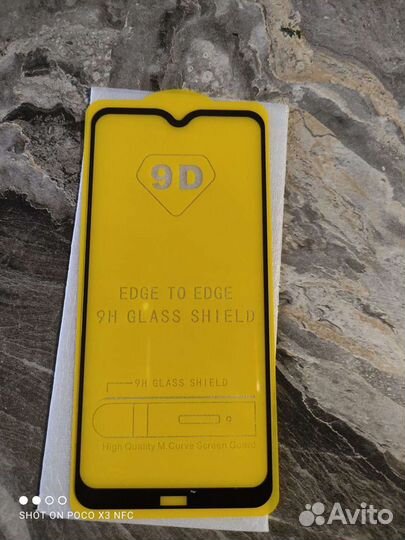 9D
EDGE TO EDGE
9H GLASS SHIELD
9H GLASS SHIELD
High Quality M.Curve Screen Guard
SHOT ON POCO X3 NFC
Avito